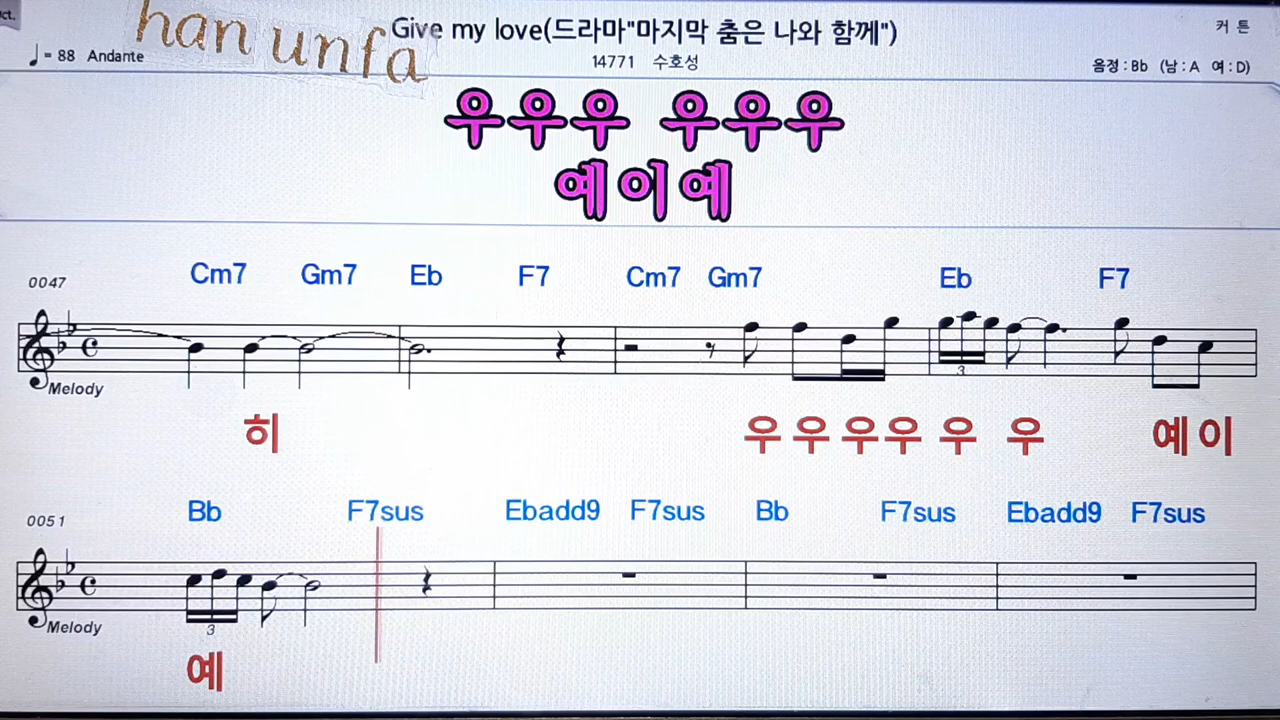 ct.
han unfa
Give my love(드라마"마지막 춤은 나와 함께")
커 튼
♩= 88 Andante
14771 수호성
음정 : Bb (남 : A 여 : D)
우우우 우우우
예이예
0047
Cm7 Gm7 Eb F7 Cm7 Gm7 Eb F7
3
Melody
히 우 우 우 우 우 우 예 이
0051
Bb F7sus Ebadd9 F7sus Bb F7sus Ebadd9 F7sus
3
Melody
예